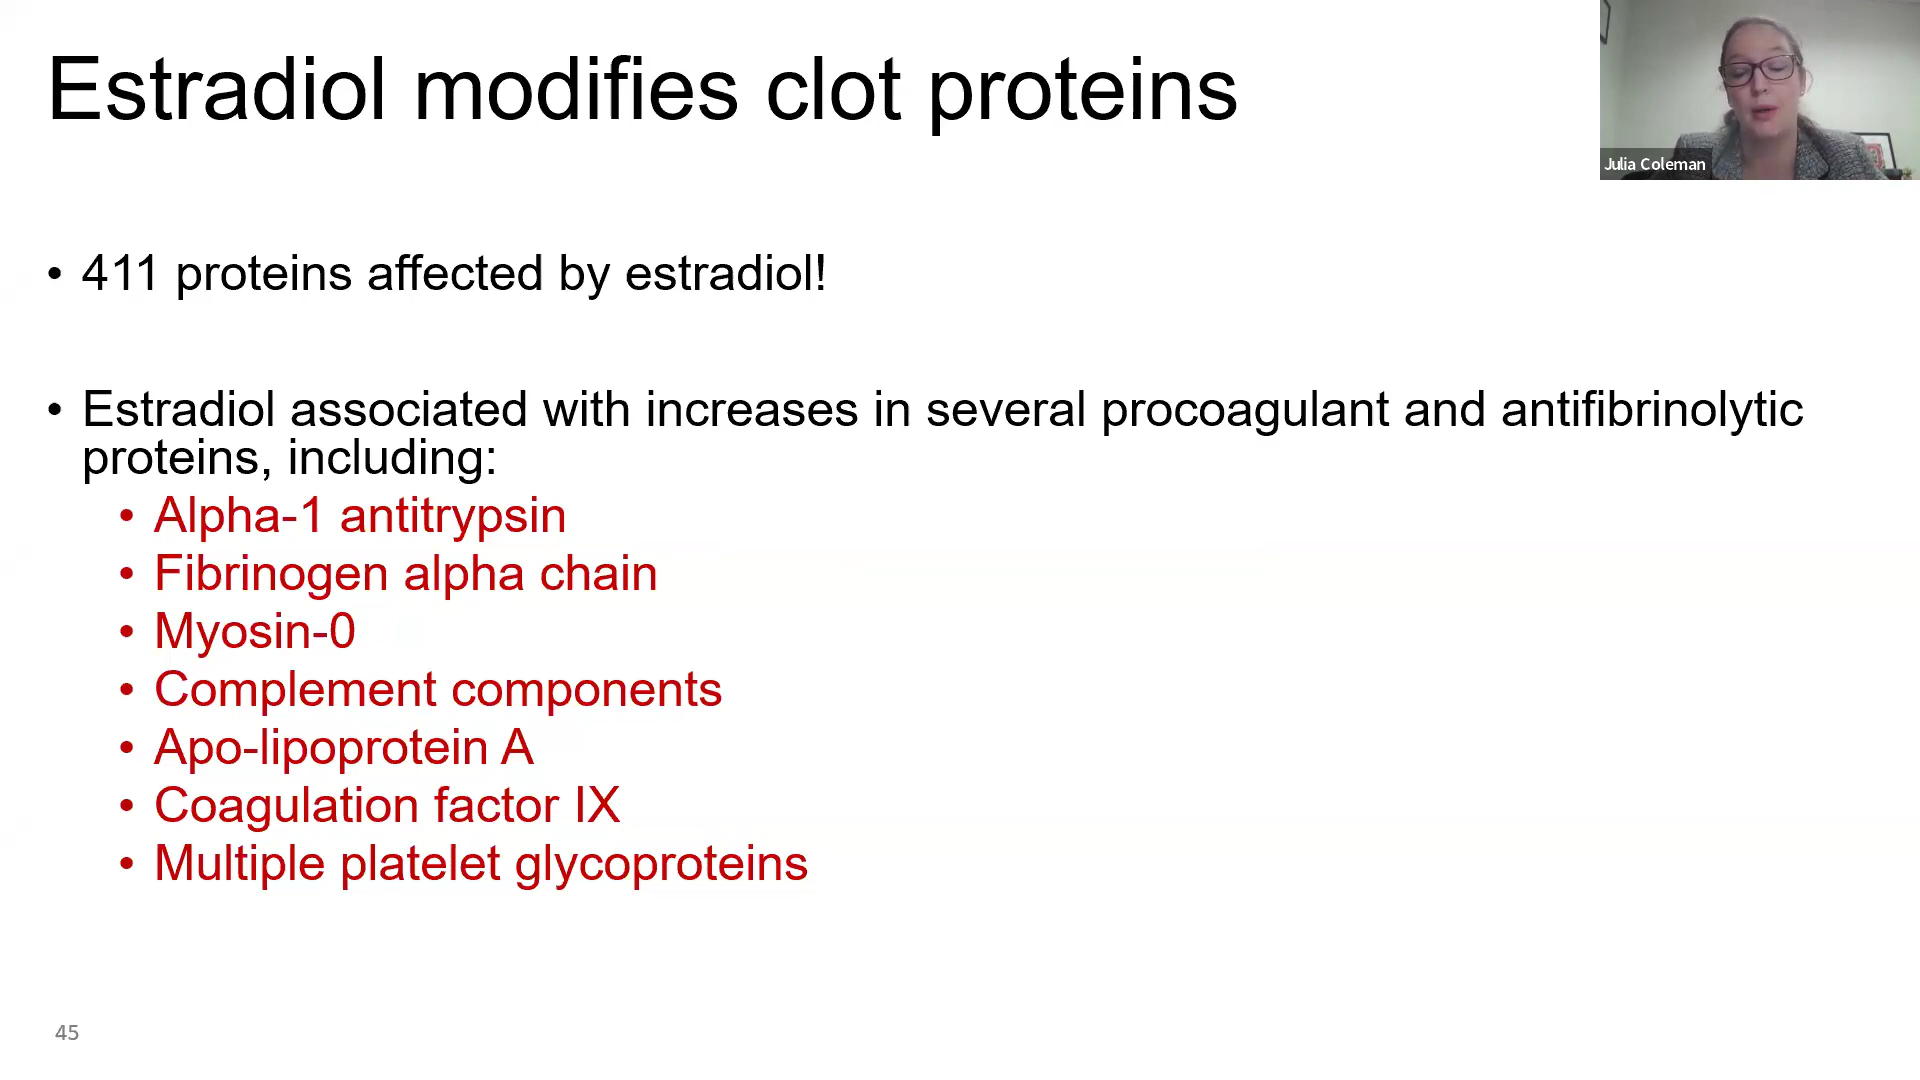 Estradiol modifies clot proteins
Julia Coleman
• 411 proteins affected by estradiol!
• Estradiol associated with increases in several procoagulant and antifibrinolytic
proteins, including:
• Alpha-1 antitrypsin
• Fibrinogen alpha chain
• Myosin-0
• Complement components
• Apo-lipoprotein A
• Coagulation factor IX
• Multiple platelet glycoproteins
45